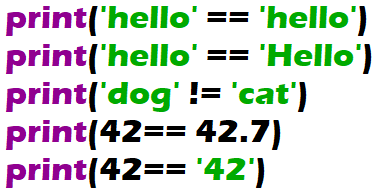 print('hello' == 'hello')
print('hello' == 'Hello')
print('dog' != 'cat')
print(42== 42.7)
print(42== '42')